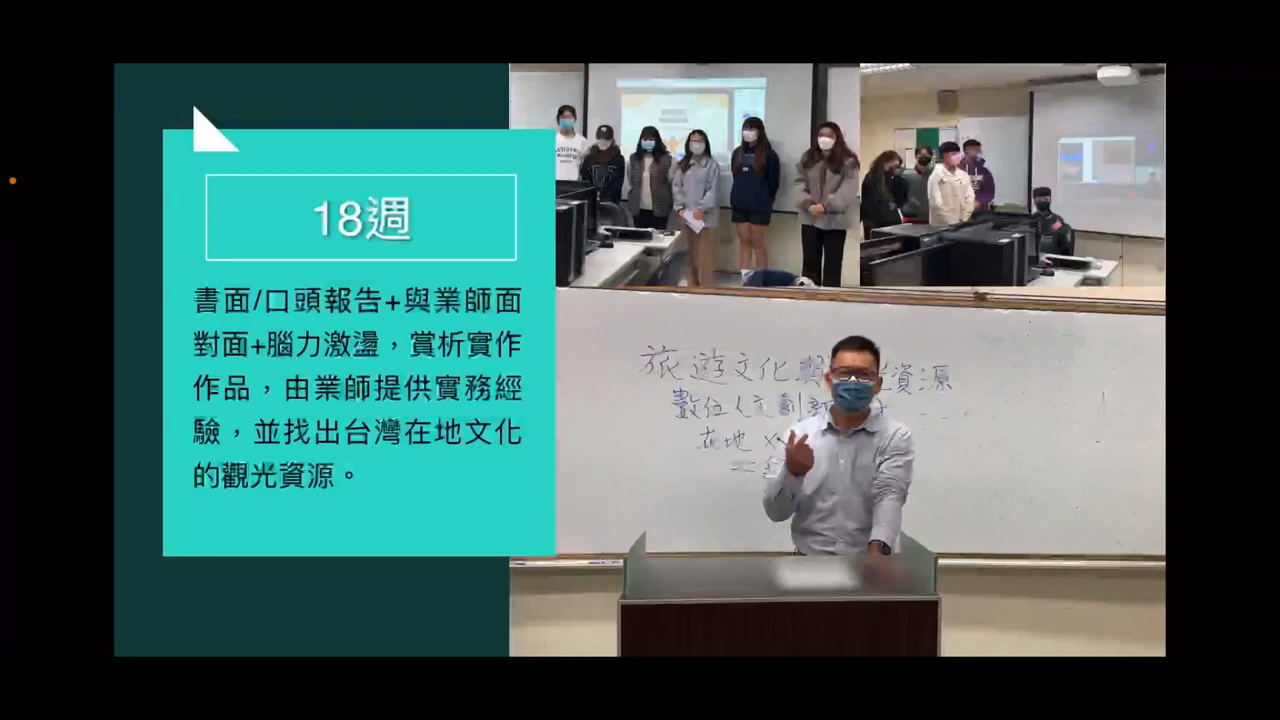 18週
書面/口頭報告+與業師面
對面+腦力激盪，賞析實作
作品，由業師提供實務經
驗，並找出台灣在地文化
的觀光資源。
旅遊文化與 資源
數位人文創新
在地